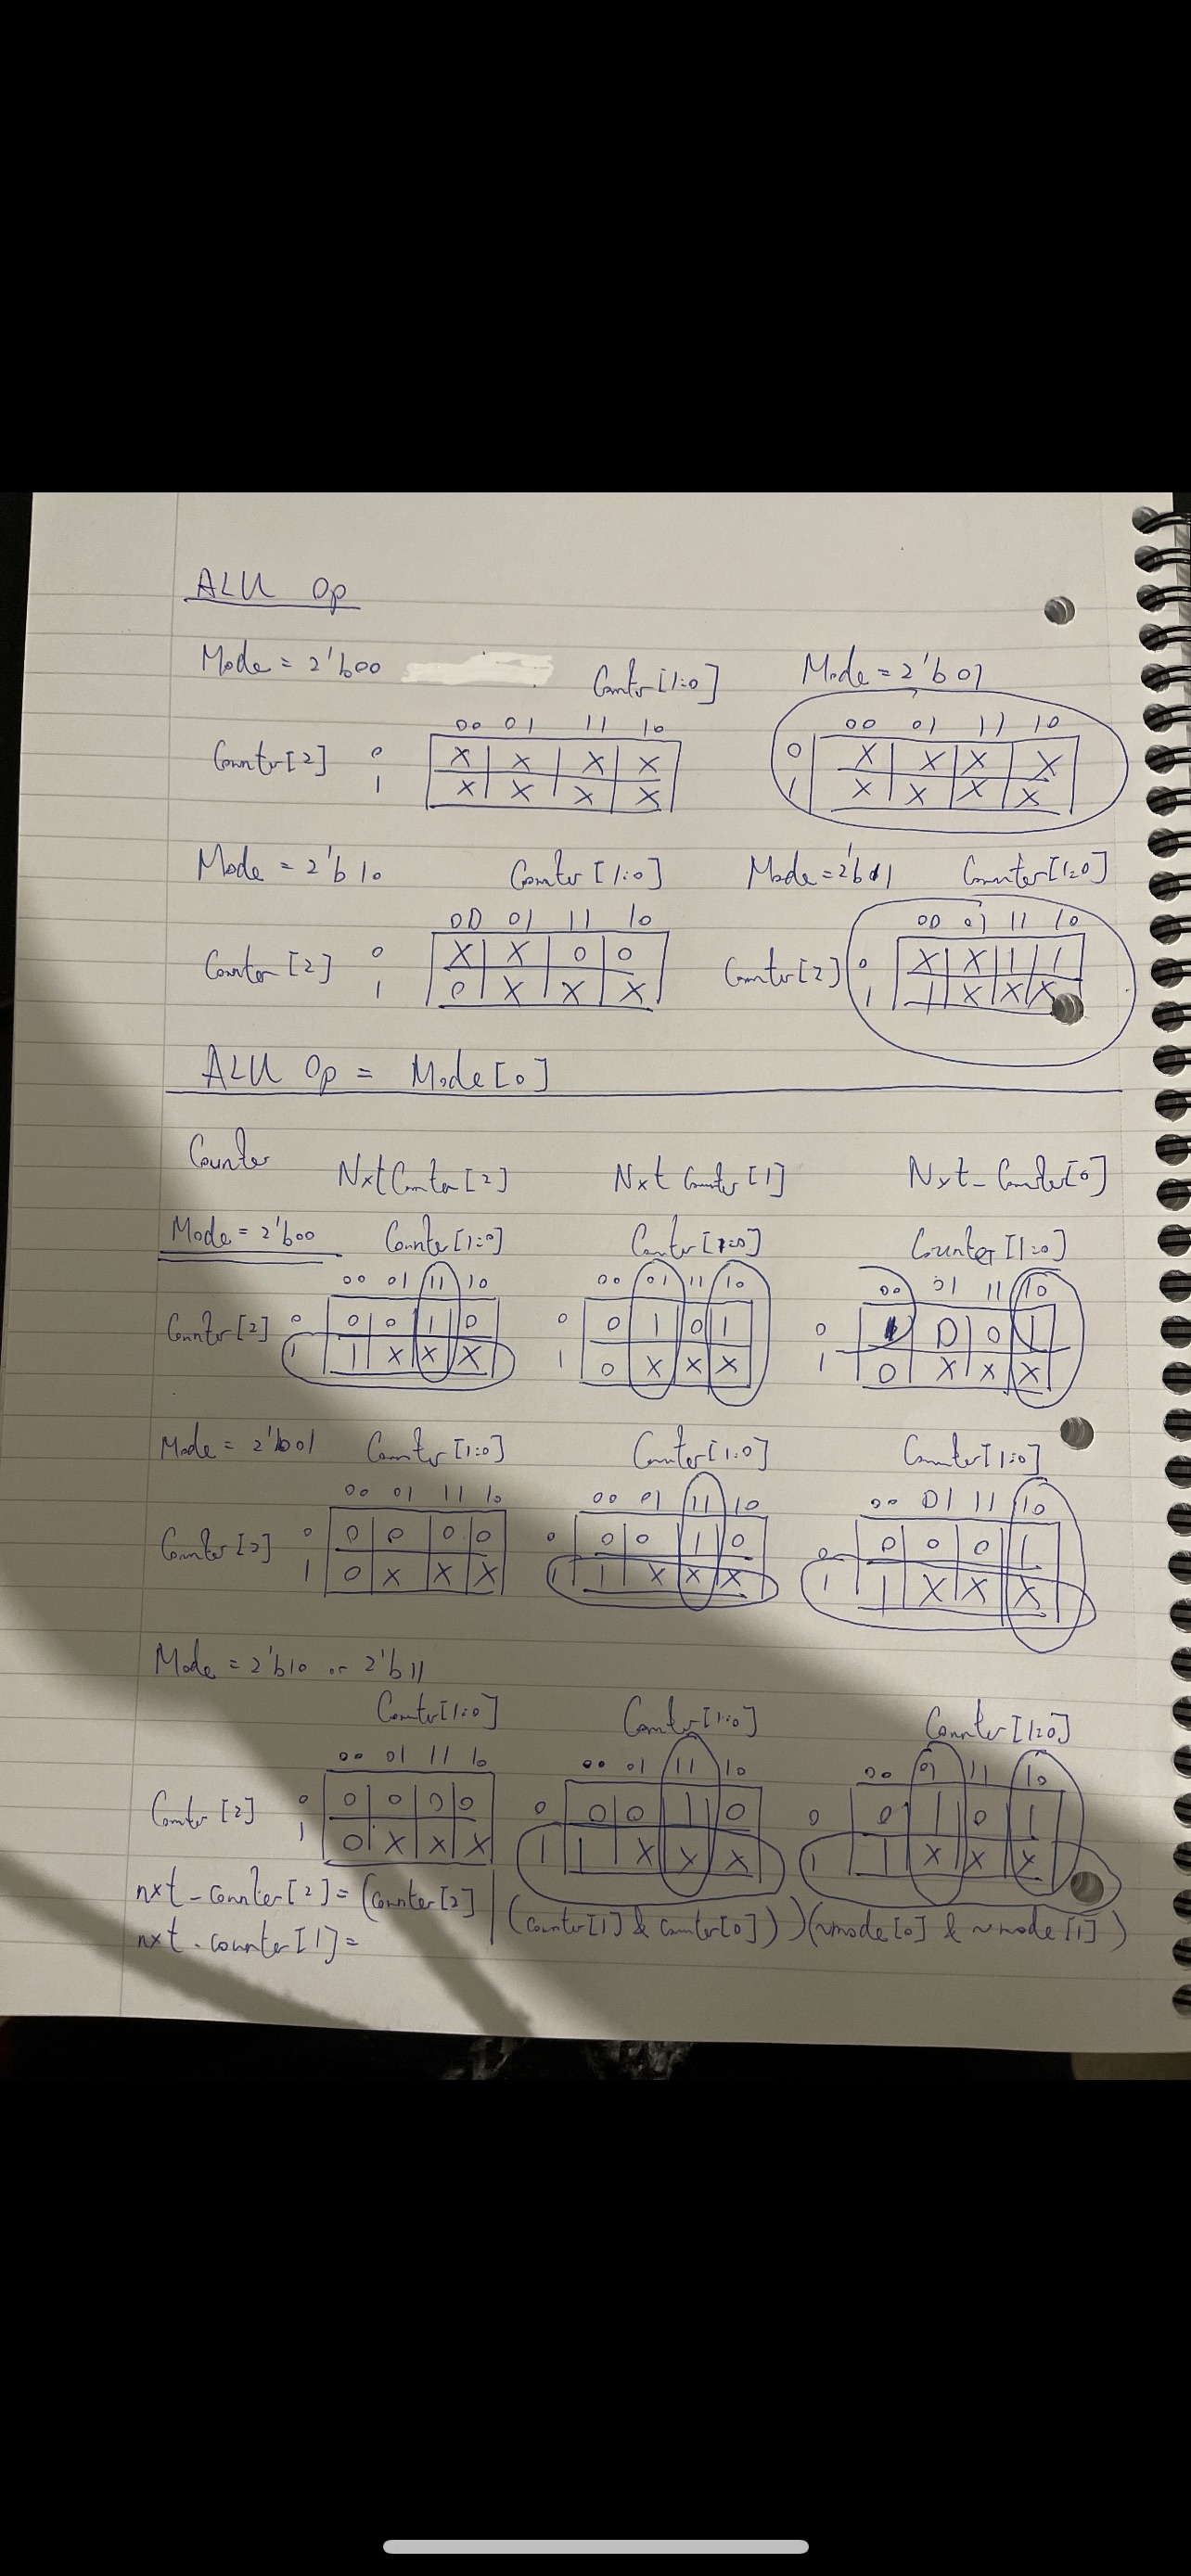 ALU Op
Mode = 2'b00 Counter[1:0] Mode = 2'b01
00 01 11 10 00 01 11 10
Counter[2] 0 X X X X 0 X X X X
1 X X X X 1 X X X X
Mode = 2'b10 Counter[1:0] Mode = 2'b11 Counter[1:0]
00 01 11 10 00 01 11 10
Counter[2] 0 X X 0 0 Counter[2] 0 X X 1 1
1 0 X X X 1 1 X X X
ALU Op = Mode[0]
Counter Nxt Counter[2] Nxt Counter[1] Nxt_Counter[0]
Mode = 2'b00 Counter[1:0] Counter[1:0] Counter[1:0]
00 01 11 10 00 01 11 10 00 01 11 10
Counter[2] 0 0 0 1 0 0 0 1 0 1 0 1 0 0 1
1 1 X X X 1 0 X X X 1 0 X X X
Mode = 2'b01 Counter[1:0] Counter[1:0] Counter[1:0]
00 01 11 10 00 01 11 10 00 01 11 10
Counter[2] 0 0 0 0 0 0 0 0 1 0 0 0 0 0 1
1 0 X X X 1 1 X X X 1 1 X X X
Mode = 2'b10 or 2'b11
Counter[1:0] Counter[1:0] Counter[1:0]
00 01 11 10 00 01 11 10 00 01 11 10
Counter[2] 0 0 0 0 0 0 0 0 1 0 0 0 1 0 1
1 0 X X X 1 1 X X X 1 1 X X X
nxt_counter[2] = (counter[2] | (counter[1] & counter[0])) (~mode[0] & ~mode[1])
nxt_counter[1] =